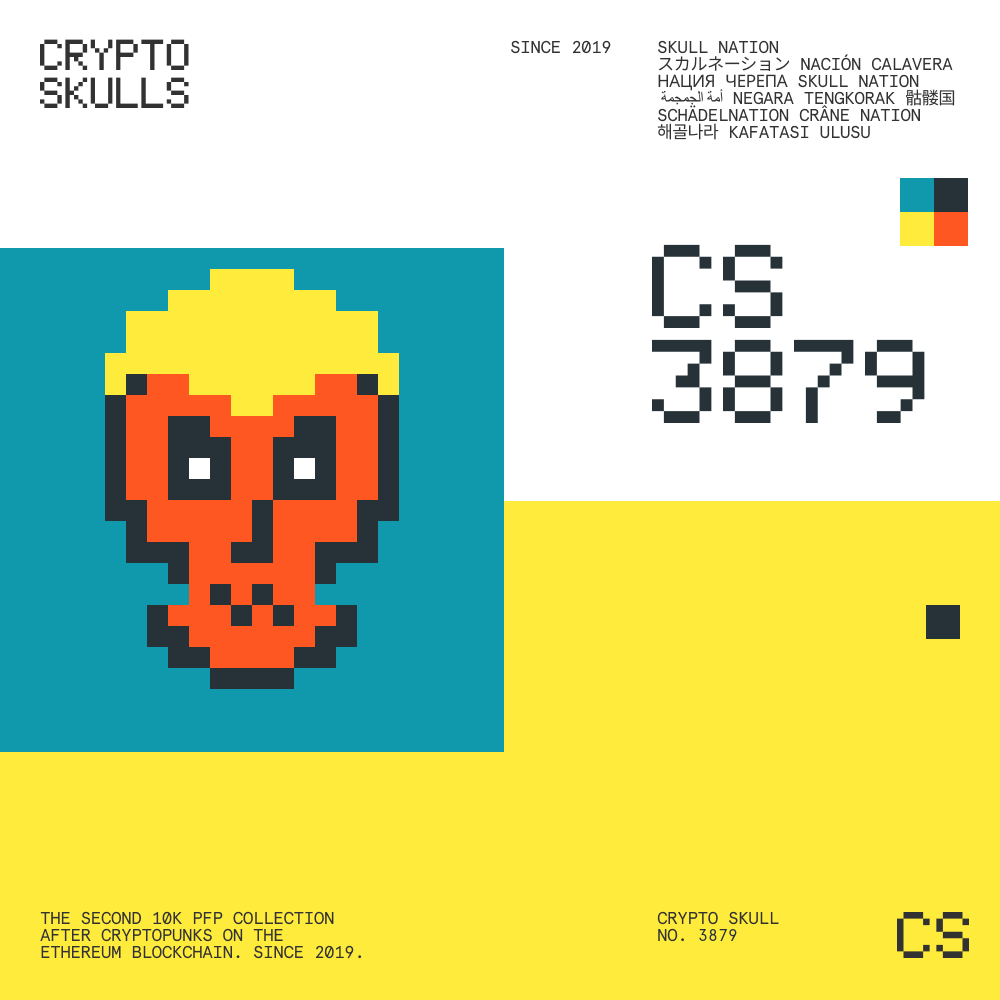 CRYPTO
SKULLS
SINCE 2019
SKULL NATION
スカルネーション NACIÓN CALAVERA
НАЦИЯ ЧЕРЕПА SKULL NATION
أمة الجمجمة NEGARA TENGKORAK 骷髅国
SCHÄDELNATION CRÂNE NATION
해골나라 KAFATASI ULUSU
CS
3879
THE SECOND 10K PFP COLLECTION
AFTER CRYPTOPUNKS ON THE
ETHEREUM BLOCKCHAIN. SINCE 2019.
CRYPTO SKULL
NO. 3879
CS